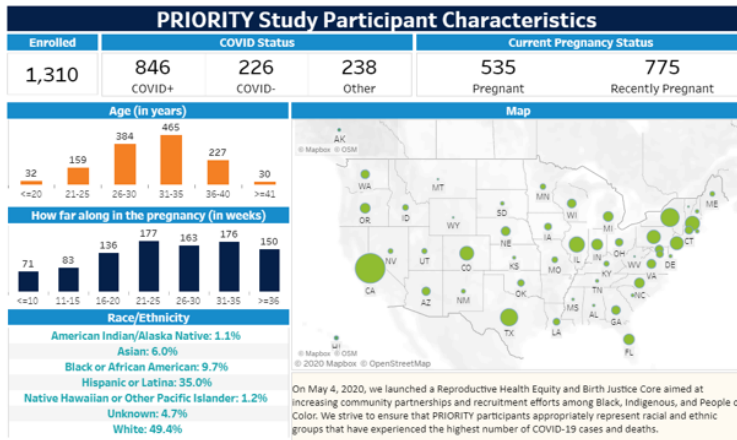 PRIORITY Study Participant Characteristics
Enrolled
COVID Status
Current Pregnancy Status
1,310
846
226
238
535
775
COVID+
COVID-
Other
Pregnant
Recently Pregnant
Age (in years)
32
159
384
465
227
30
<=20
21-25
26-30
31-35
36-40
>=41
How far along in the pregnancy (in weeks)
71
83
136
177
163
176
150
<=10
11-15
16-20
21-25
26-30
31-35
>=36
Race/Ethnicity
American Indian/Alaska Native: 1.1%
Asian: 6.0%
Black or African American: 9.7%
Hispanic or Latina: 35.0%
Native Hawaiian or Other Pacific Islander: 1.2%
Unknown: 4.7%
White: 49.4%
Map
AK
© Mapbox © OSM
WA
MT
MN
ME
OR
ID
SD
WI
WY
MI
NE
IA
CT
NV
UT
CO
IL
IN
OH
CA
KS
MO
WV
DE
KY
VA
AZ
NM
OK
TN
NC
MS
AL
GA
TX
LA
FL
HI
© Mapbox © OSM
© 2020 Mapbox © OpenStreetMap
On May 4, 2020, we launched a Reproductive Health Equity and Birth Justice Core aimed at
increasing community partnerships and recruitment efforts among Black, Indigenous, and People o
Color. We strive to ensure that PRIORITY participants appropriately represent racial and ethnic
groups that have experienced the highest number of COVID-19 cases and deaths.